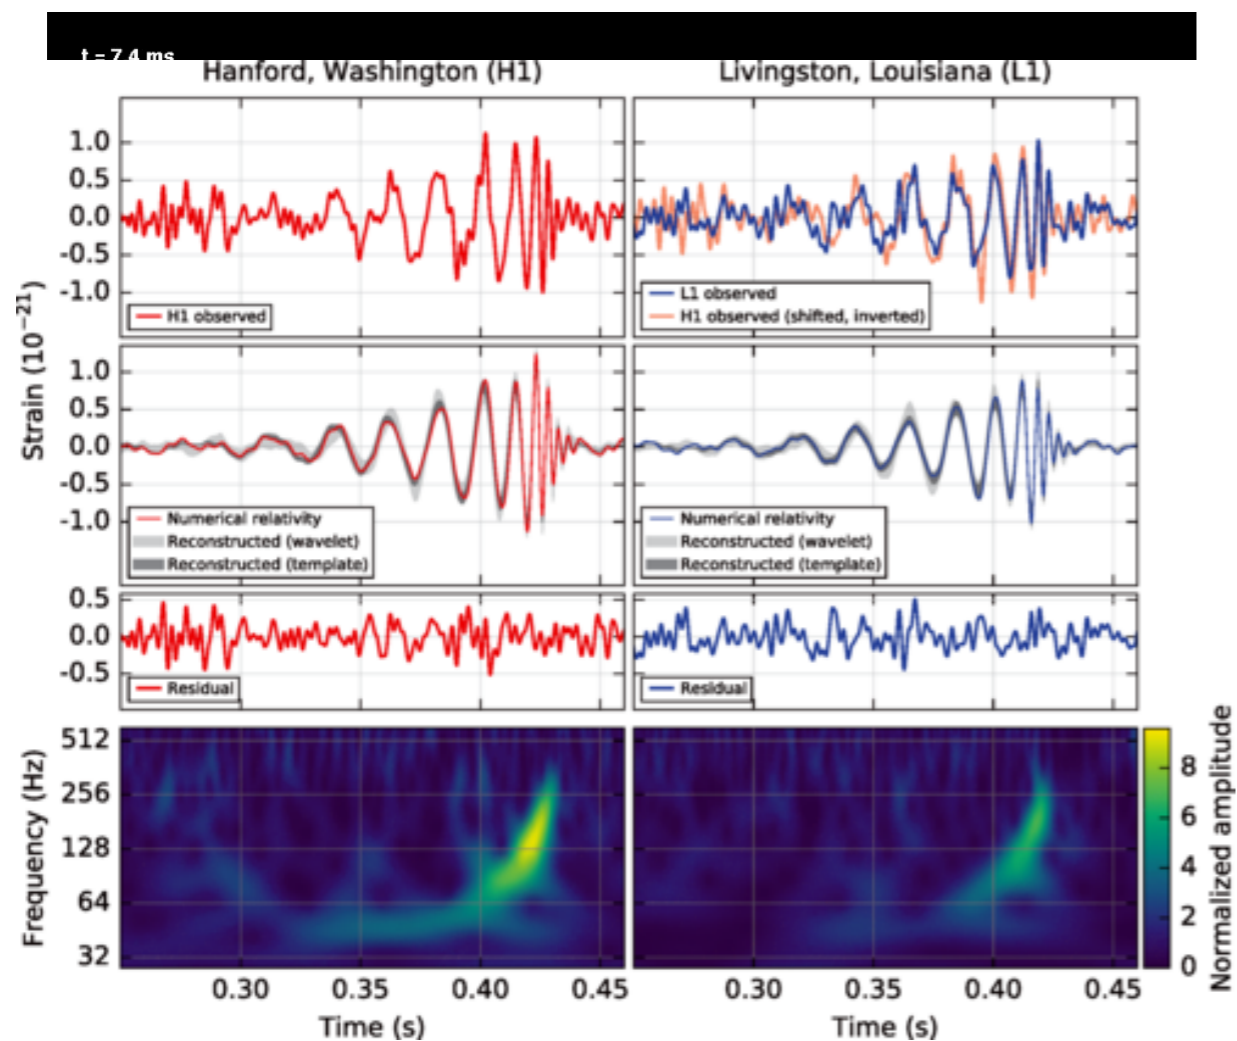 t = 7.4 ms
Hanford, Washington (H1)
Livingston, Louisiana (L1)
Strain (10⁻²¹)
1.0
0.5
0.0
-0.5
-1.0
H1 observed
L1 observed
H1 observed (shifted, inverted)
1.0
0.5
0.0
-0.5
-1.0
Numerical relativity
Reconstructed (wavelet)
Reconstructed (template)
Numerical relativity
Reconstructed (wavelet)
Reconstructed (template)
0.5
0.0
-0.5
Residual
Residual
Frequency (Hz)
512
256
128
64
32
Normalized amplitude
8
6
4
2
0
0.30 0.35 0.40 0.45
0.30 0.35 0.40 0.45
Time (s)
Time (s)